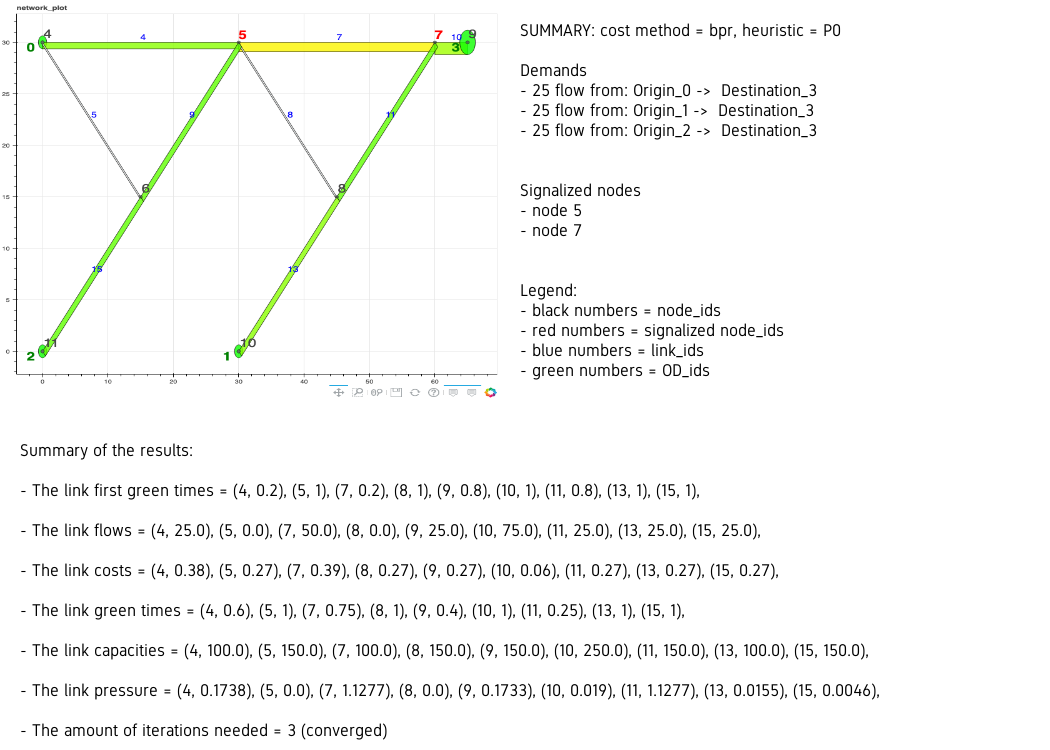 network_plot
SUMMARY: cost method = bpr, heuristic = P0
Demands
- 25 flow from: Origin_0 -> Destination_3
- 25 flow from: Origin_1 -> Destination_3
- 25 flow from: Origin_2 -> Destination_3
Signalized nodes
- node 5
- node 7
Legend:
- black numbers = node_ids
- red numbers = signalized node_ids
- blue numbers = link_ids
- green numbers = OD_ids
30
25
20
15
10
5
0
0
10
20
30
40
50
60
4
0
4
5
7
7
10
3
9
5
9
8
11
6
8
15
13
11
2
10
1
Summary of the results:
- The link first green times = (4, 0.2), (5, 1), (7, 0.2), (8, 1), (9, 0.8), (10, 1), (11, 0.8), (13, 1), (15, 1),
- The link flows = (4, 25.0), (5, 0.0), (7, 50.0), (8, 0.0), (9, 25.0), (10, 75.0), (11, 25.0), (13, 25.0), (15, 25.0),
- The link costs = (4, 0.38), (5, 0.27), (7, 0.39), (8, 0.27), (9, 0.27), (10, 0.06), (11, 0.27), (13, 0.27), (15, 0.27),
- The link green times = (4, 0.6), (5, 1), (7, 0.75), (8, 1), (9, 0.4), (10, 1), (11, 0.25), (13, 1), (15, 1),
- The link capacities = (4, 100.0), (5, 150.0), (7, 100.0), (8, 150.0), (9, 150.0), (10, 250.0), (11, 150.0), (13, 100.0), (15, 150.0),
- The link pressure = (4, 0.1738), (5, 0.0), (7, 1.1277), (8, 0.0), (9, 0.1733), (10, 0.019), (11, 1.1277), (13, 0.0155), (15, 0.0046),
- The amount of iterations needed = 3 (converged)